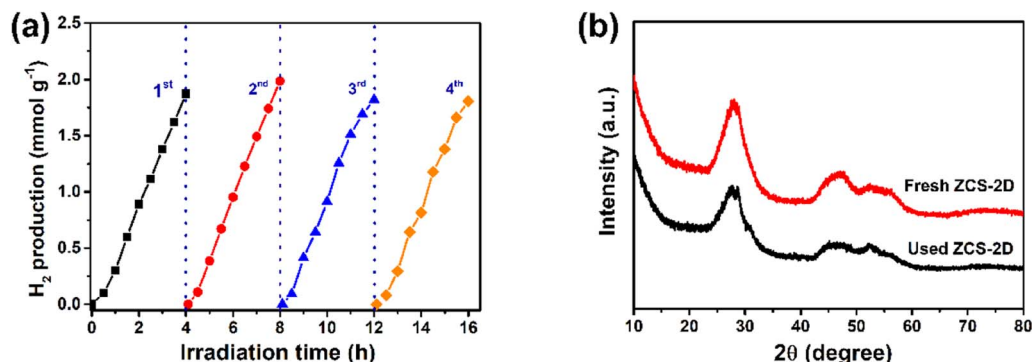 (a)
H₂ production (mmol g⁻¹)
2.5
2.0
1.5
1.0
0.5
0.0
1ˢᵗ
2ⁿᵈ
3ʳᵈ
4ᵗʰ
0 2 4 6 8 10 12 14 16
Irradiation time (h)
(b)
Intensity (a.u.)
Fresh ZCS-2D
Used ZCS-2D
10 20 30 40 50 60 70 80
2θ (degree)